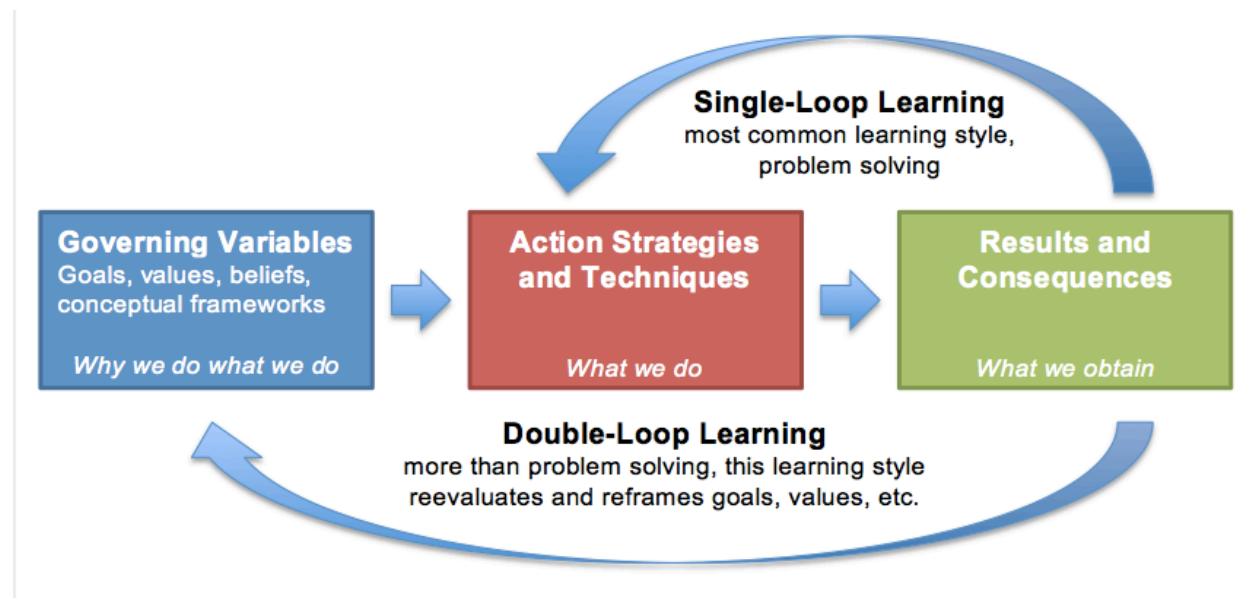 Single-Loop Learning
most common learning style,
problem solving
Governing Variables
Goals, values, beliefs,
conceptual frameworks
Why we do what we do
Action Strategies
and Techniques
What we do
Results and
Consequences
What we obtain
Double-Loop Learning
more than problem solving, this learning style
reevaluates and reframes goals, values, etc.